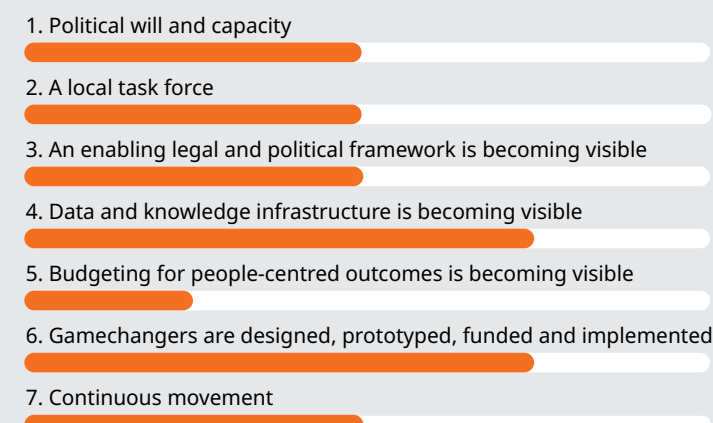 1. Political will and capacity
2. A local task force
3. An enabling legal and political framework is becoming visible
4. Data and knowledge infrastructure is becoming visible
5. Budgeting for people-centred outcomes is becoming visible
6. Gamechangers are designed, prototyped, funded and implemented
7. Continuous movement